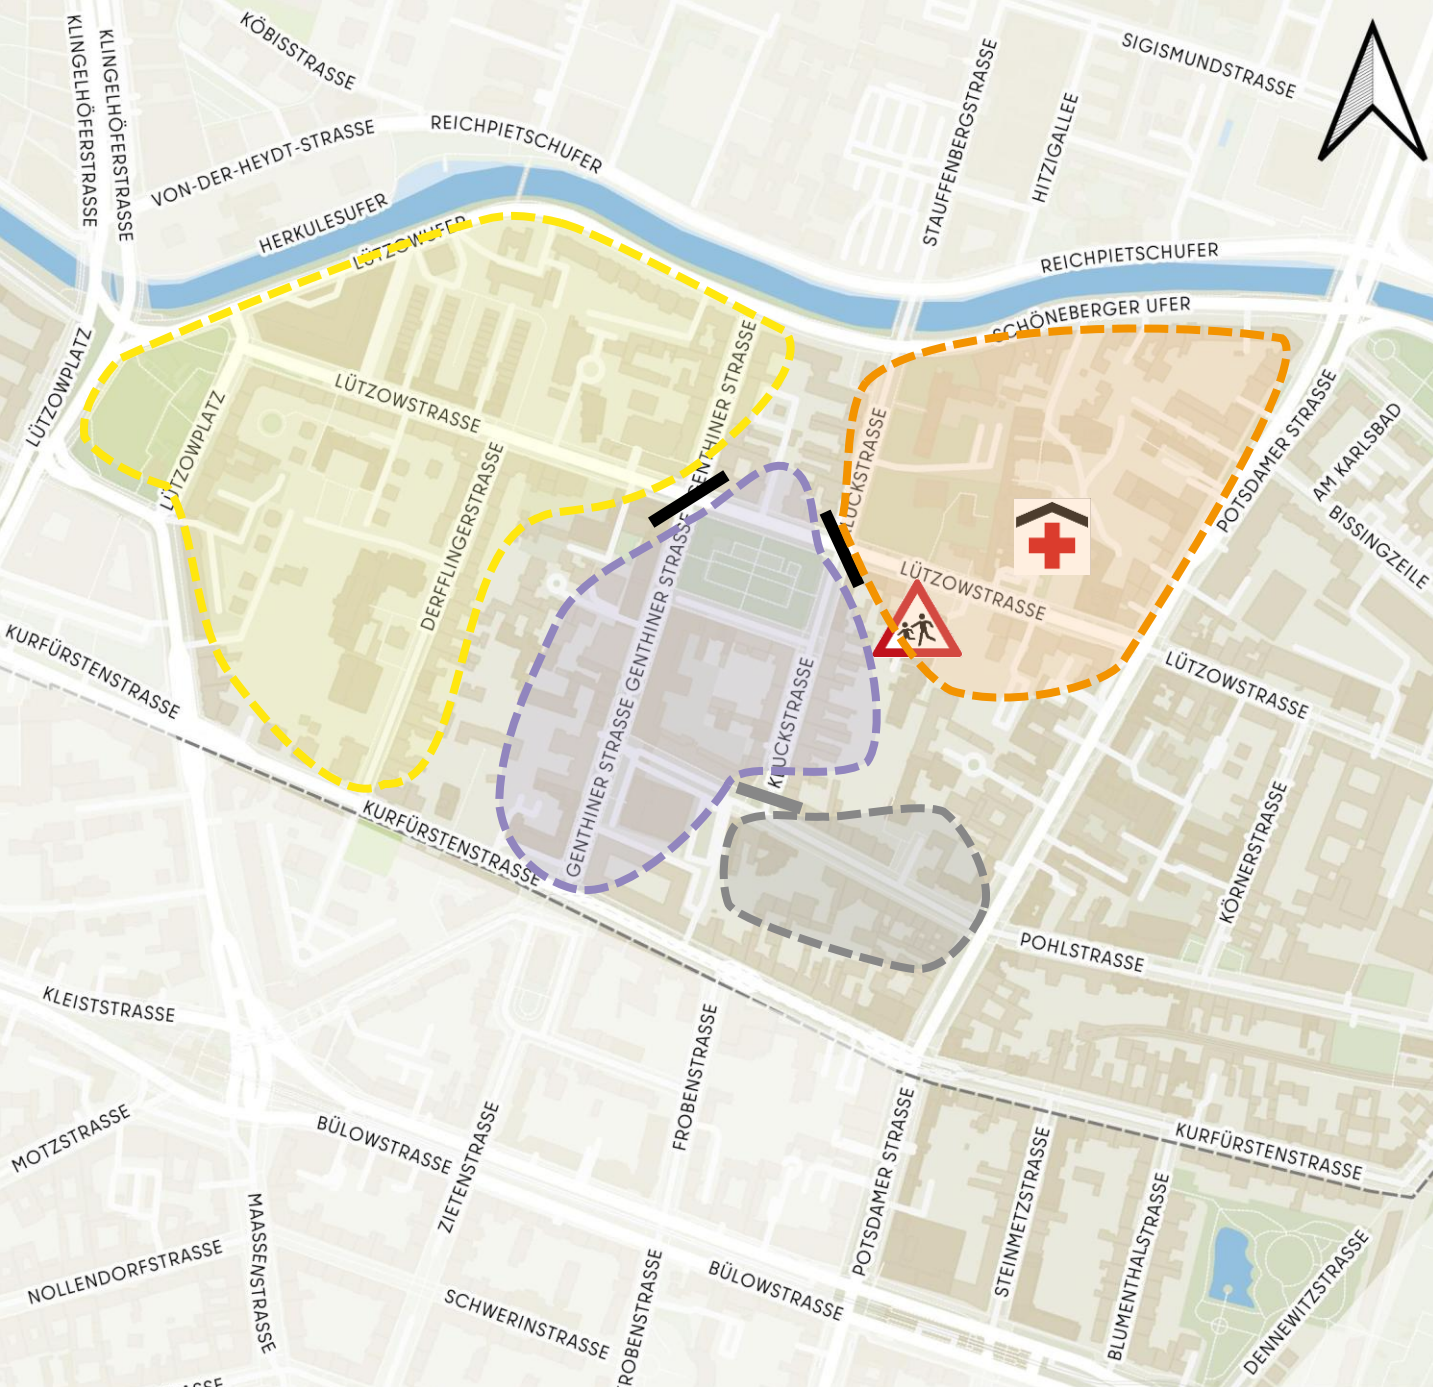 KÖBISSTRASSE
SIGISMUNDSTRASSE
KLINGELHÖFERSTRASSE
KLINGELHÖFERSTRASSE
REICHPIETSCHUFER
VON-DER-HEYDT-STRASSE
STAUFFENBERGSTRASSE
HITZIGALLEE
HERKULESUFER
LÜTZOWUFER
REICHPIETSCHUFER
SCHÖNEBERGER UFER
LÜTZOWPLATZ
LÜTZOWPLATZ
LÜTZOWSTRASSE
GENTHINER STRASSE
DERFFLINGERSTRASSE
KLUCKSTRASSE
POTSDAMER STRASSE
AM KARLSBAD
BISSINGZEILE
LÜTZOWSTRASSE
GENTHINER STRASSE
GENTHINER STRASSE
KLUCKSTRASSE
LÜTZOWSTRASSE
KURFÜRSTENSTRASSE
KURFÜRSTENSTRASSE
KÖRNERSTRASSE
POHLSTRASSE
KLEISTSTRASSE
FROBENSTRASSE
MOTZSTRASSE
BÜLOWSTRASSE
ZIETENSTRASSE
POTSDAMER STRASSE
STEINMETZSTRASSE
KURFÜRSTENSTRASSE
BLUMENTHALSTRASSE
DENNEWITZSTRASSE
MAASSENSTRASSE
NOLLENDORFSTRASSE
SCHWERINSTRASSE
FROBENSTRASSE
BÜLOWSTRASSE